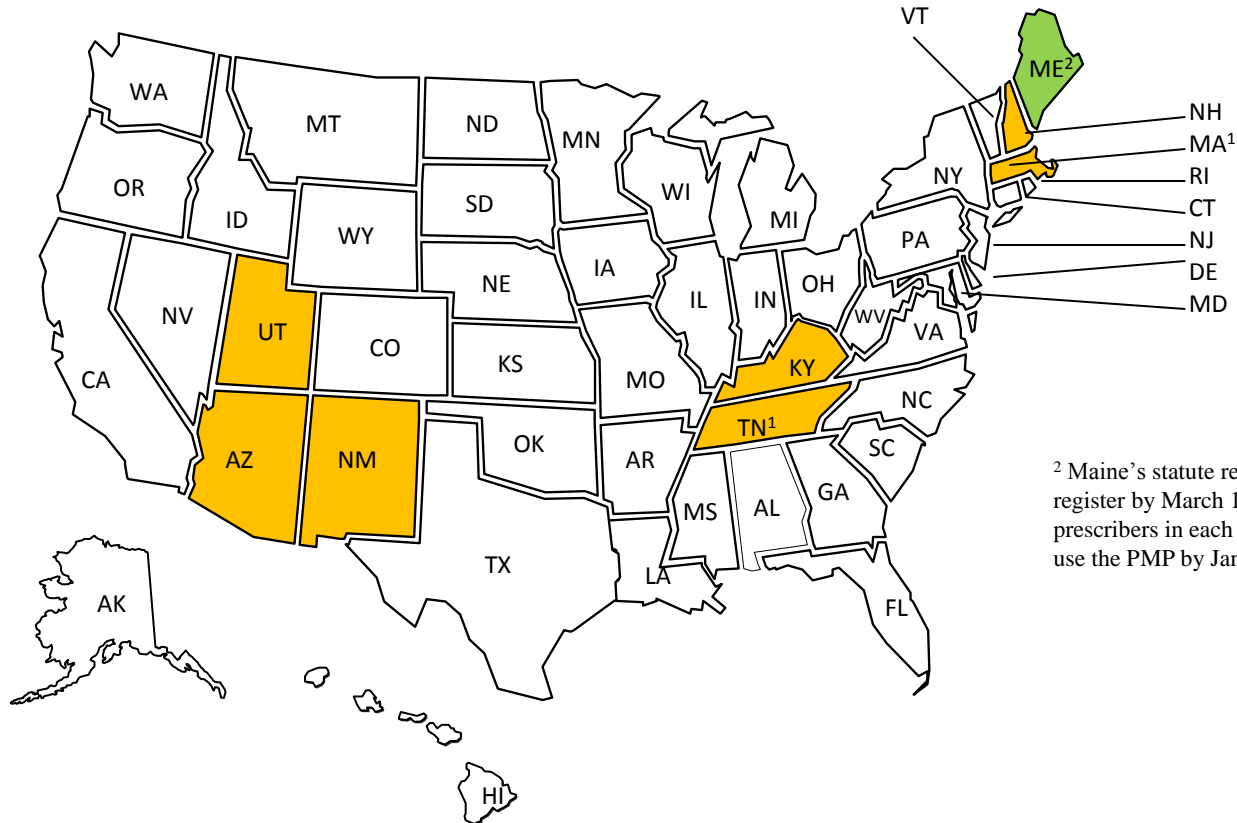 VT
ME²
WA
MT
ND
MN
NH
MA¹
RI
CT
NJ
DE
MD
OR
ID
WY
SD
WI
MI
NY
PA
NE
IA
IL
IN
OH
WV
VA
NV
UT
CO
KS
MO
KY
CA
NC
TN¹
AZ
NM
OK
AR
SC
MS
AL
GA
TX
LA
FL
AK
HI
² Maine's statute re
register by March 1
prescribers in each
use the PMP by Jan